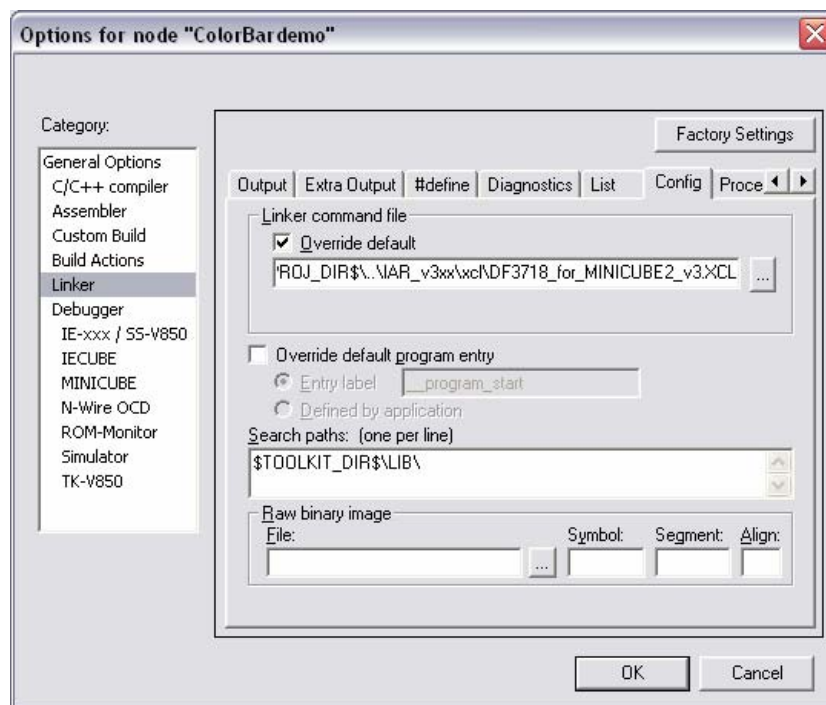 Options for node "ColorBardemo"
Category:
Factory Settings
General Options
C/C++ compiler
Assembler
Custom Build
Build Actions
Linker
Debugger
IE-xxx / SS-V850
IECUBE
MINICUBE
N-Wire OCD
ROM-Monitor
Simulator
TK-V850
Output Extra Output #define Diagnostics List Config Proce
Linker command file
Override default
'ROJ_DIR$\..\IAR_v3xx\xcl\DF3718_for_MINICUBE2_v3.XCL ...
Override default program entry
Entry label __program_start
Defined by application
Search paths: (one per line)
$TOOLKIT_DIR$\LIB\
Raw binary image
File: Symbol: Segment: Align:
...
OK Cancel